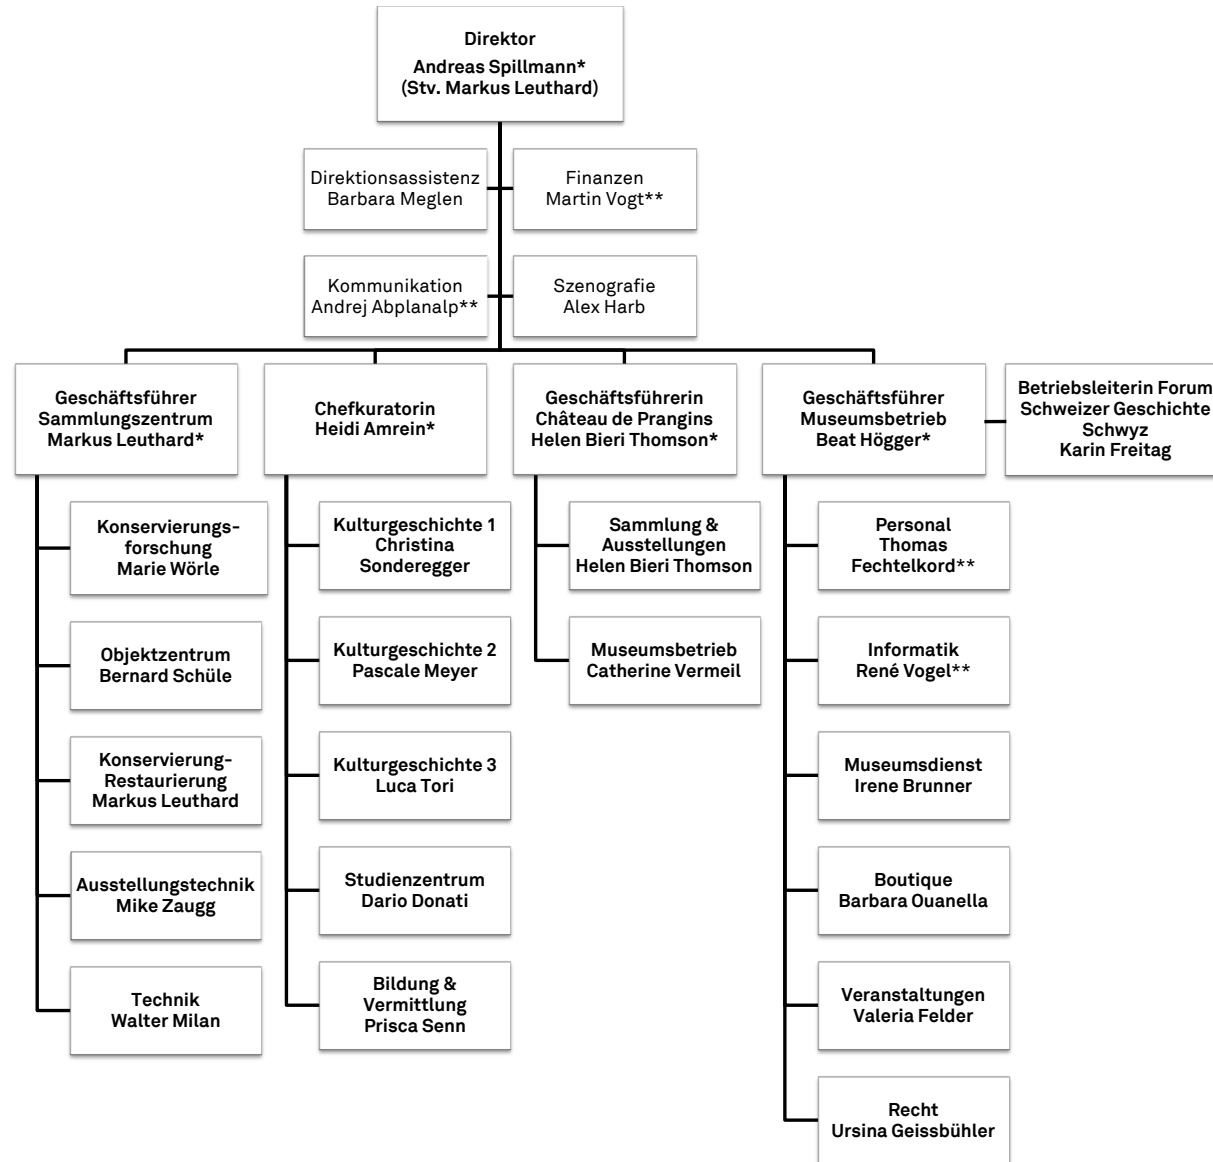 Direktor
Andreas Spillmann*
(Stv. Markus Leuthard)
Direktionsassistenz
Barbara Meglen
Finanzen
Martin Vogt**
Kommunikation
Andrej Abplanalp**
Szenografie
Alex Harb
Geschäftsführer
Sammlungszentrum
Markus Leuthard*
Chefkuratorin
Heidi Amrein*
Geschäftsführerin
Château de Prangins
Helen Bieri Thomson*
Geschäftsführer
Museumsbetrieb
Beat Högger*
Betriebsleiterin Forum
Schweizer Geschichte
Schwyz
Karin Freitag
Konservierungs-
forschung
Marie Wörle
Objektzentrum
Bernard Schüle
Konservierung-
Restaurierung
Markus Leuthard
Ausstellungstechnik
Mike Zaugg
Technik
Walter Milan
Kulturgeschichte 1
Christina
Sonderegger
Kulturgeschichte 2
Pascale Meyer
Kulturgeschichte 3
Luca Tori
Studienzentrum
Dario Donati
Bildung &
Vermittlung
Prisca Senn
Sammlung &
Ausstellungen
Helen Bieri Thomson
Museumsbetrieb
Catherine Vermeil
Personal
Thomas
Fechtelkord**
Informatik
René Vogel**
Museumsdienst
Irene Brunner
Boutique
Barbara Ouanella
Veranstaltungen
Valeria Felder
Recht
Ursina Geissbühler